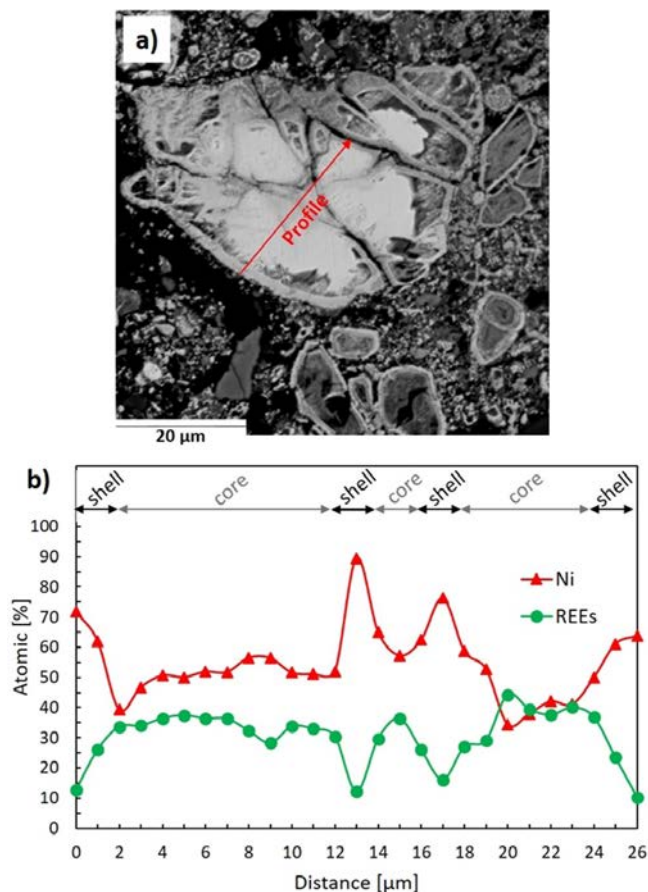 a)
Profile
20 µm
b)
shell core shell core shell core shell
100
90
80
70
60
50
40
30
20
10
0
Atomic [%]
Ni
REEs
0 2 4 6 8 10 12 14 16 18 20 22 24 26
Distance [µm]